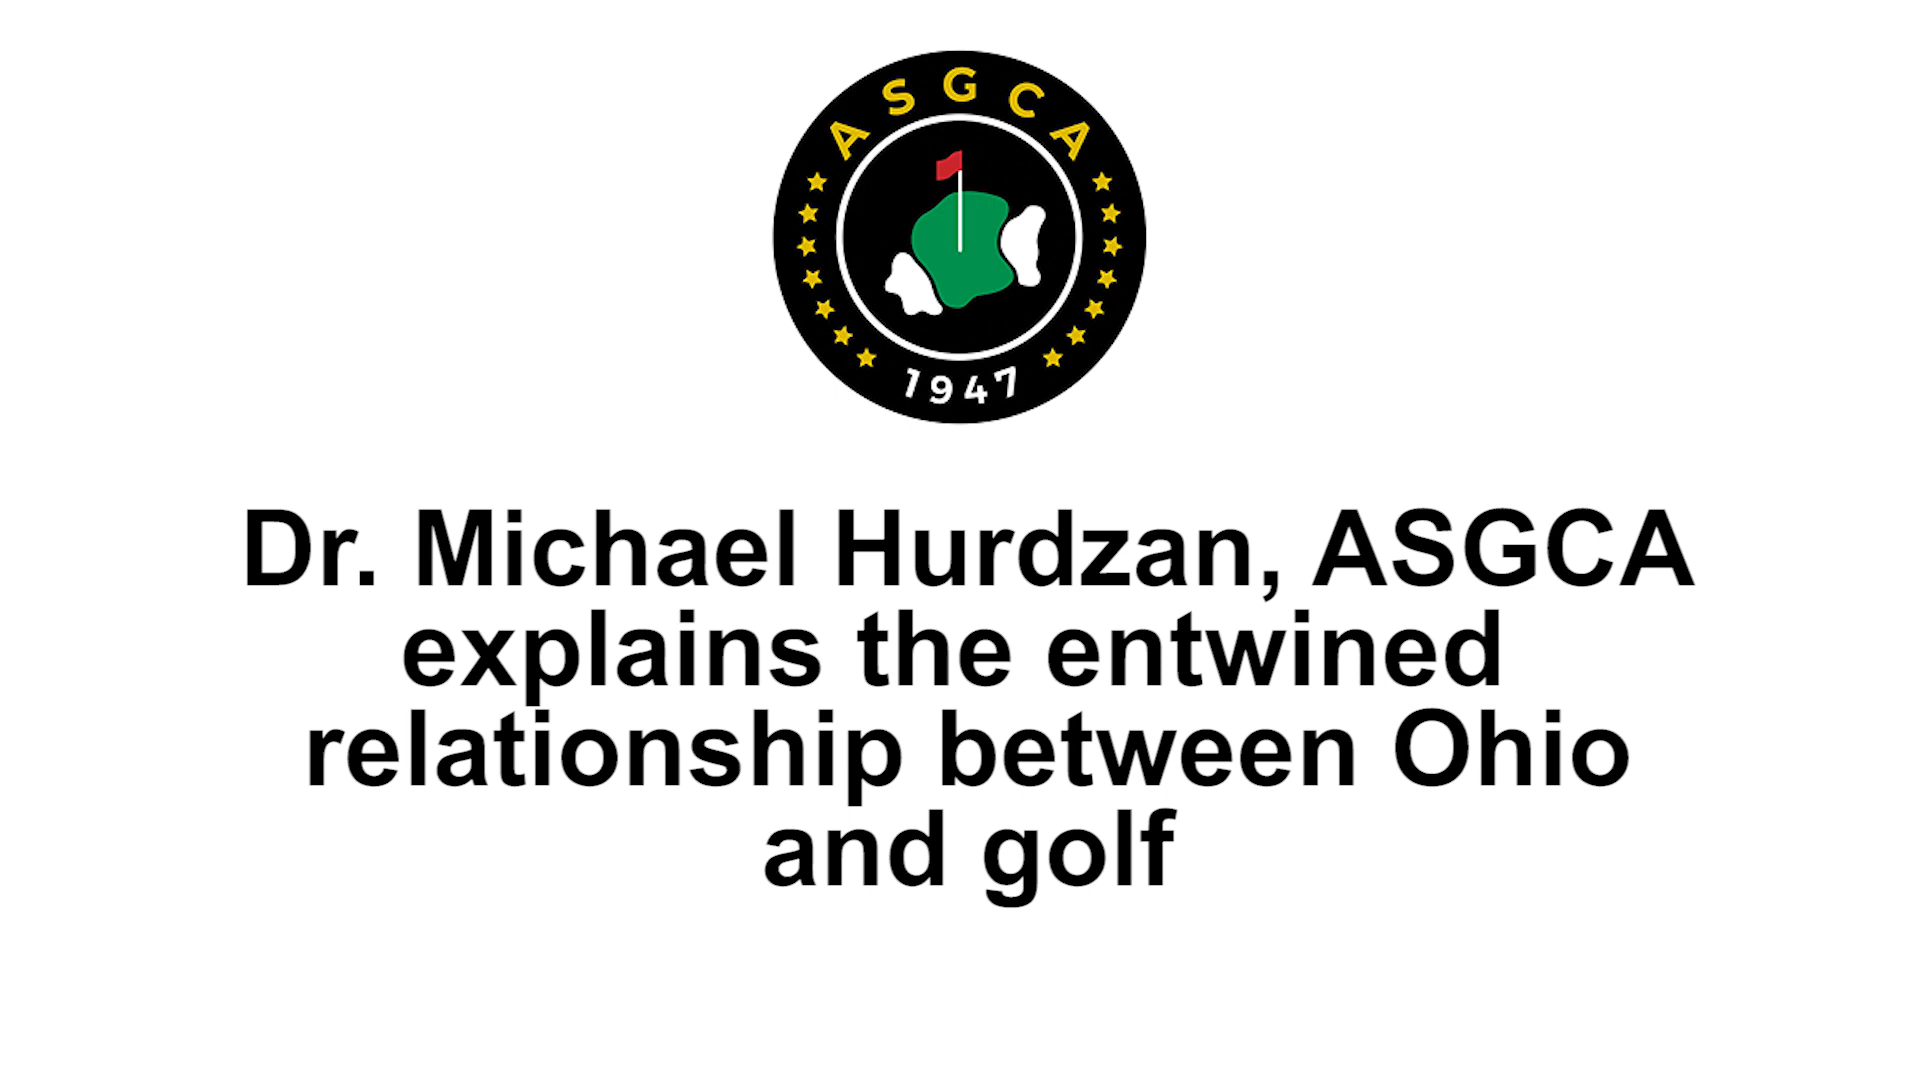 ASGCA
1947
Dr. Michael Hurdzan, ASGCA
explains the entwined
relationship between Ohio
and golf